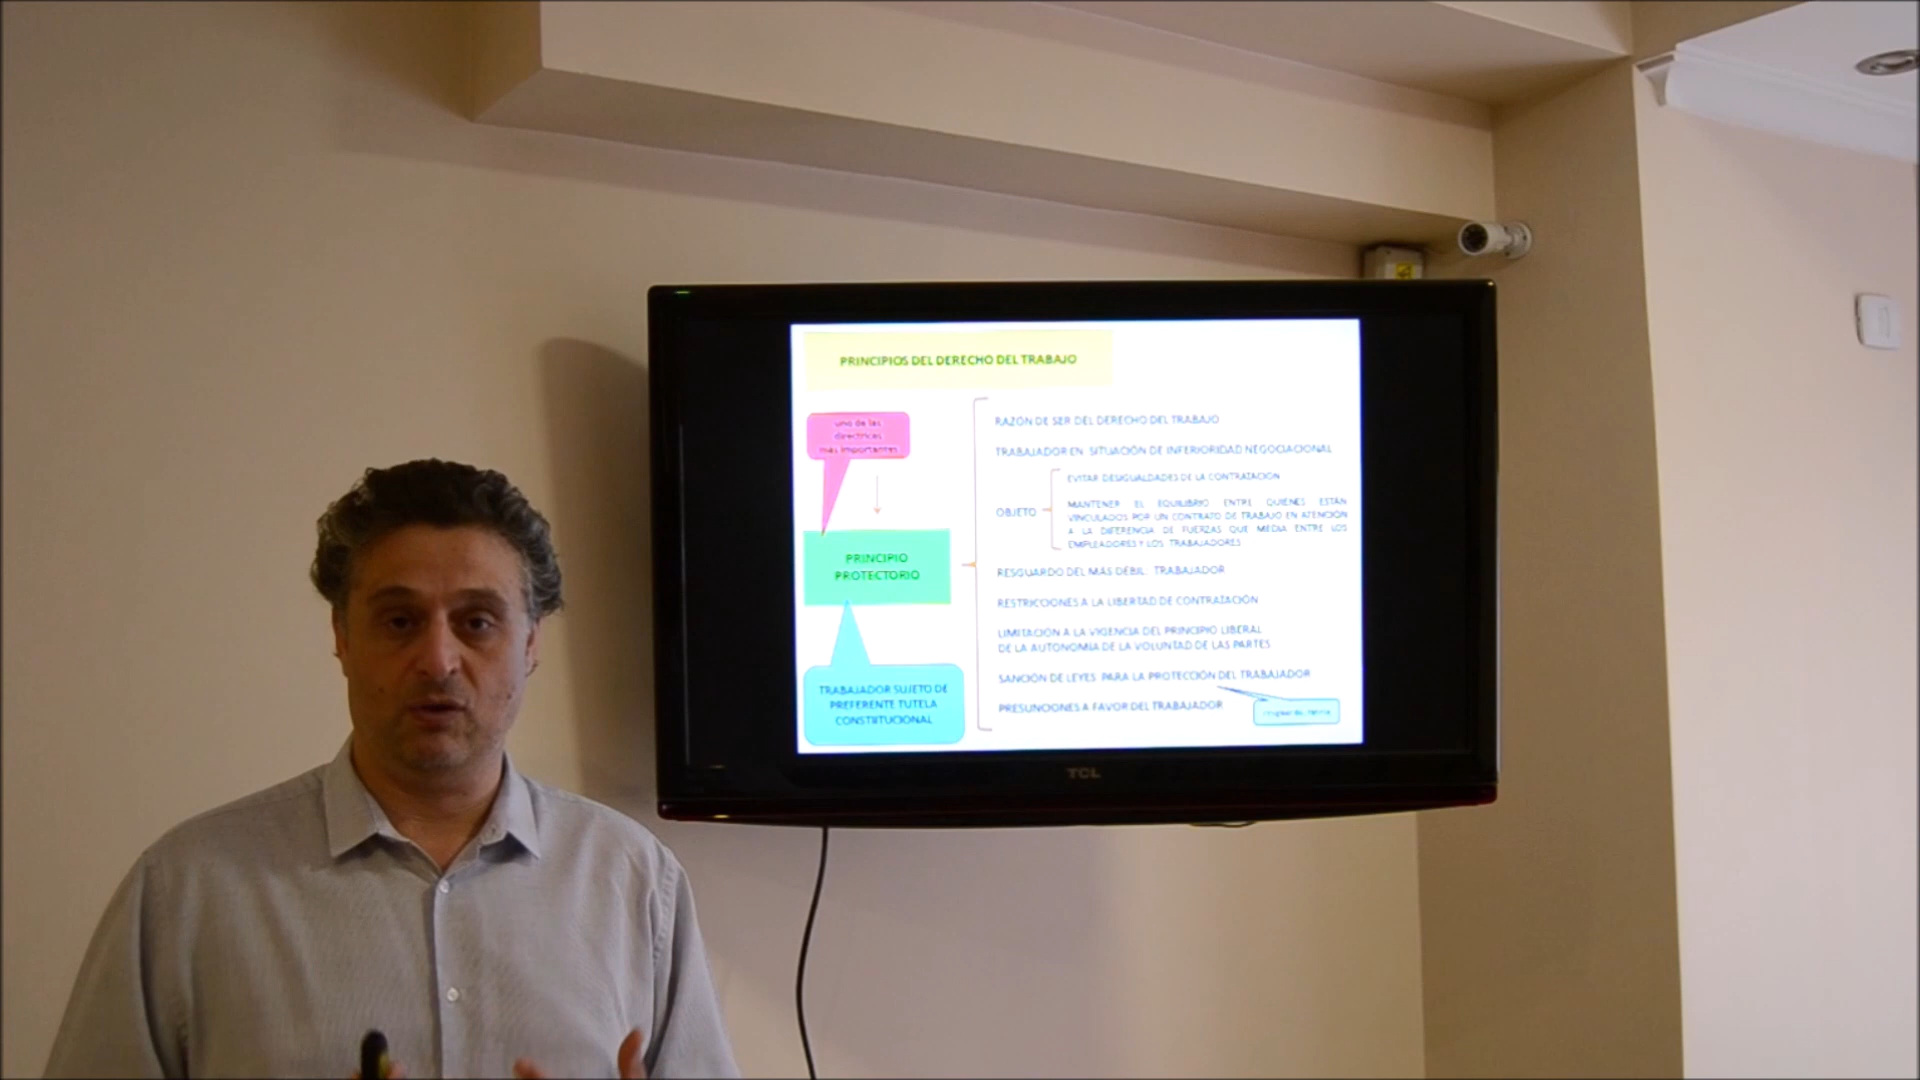 PRINCIPIOS DEL DERECHO DEL TRABAJO
uno de las
directrices
más importantes
PRINCIPIO
PROTECTORIO
TRABAJADOR SUJETO DE
PREFERENTE TUTELA
CONSTITUCIONAL
RAZÓN DE SER DEL DERECHO DEL TRABAJO
TRABAJADOR EN SITUACIÓN DE INFERIORIDAD NEGOCIACIONAL
OBJETO
EVITAR DESIGUALDADES DE LA CONTRATACIÓN
MANTENER EL EQUILIBRIO ENTRE QUIENES ESTÁN
VINCULADOS POR UN CONTRATO DE TRABAJO EN ATENCIÓN
A LA DIFERENCIA DE FUERZAS QUE MEDIA ENTRE LOS
EMPLEADORES Y LOS TRABAJADORES
RESGUARDO DEL MÁS DÉBIL: TRABAJADOR
RESTRICCIONES A LA LIBERTAD DE CONTRATACIÓN
LIMITACIÓN A LA VIGENCIA DEL PRINCIPIO LIBERAL
DE LA AUTONOMÍA DE LA VOLUNTAD DE LAS PARTES
SANCIÓN DE LEYES PARA LA PROTECCIÓN DEL TRABAJADOR
PRESUNCIONES A FAVOR DEL TRABAJADOR
TCL